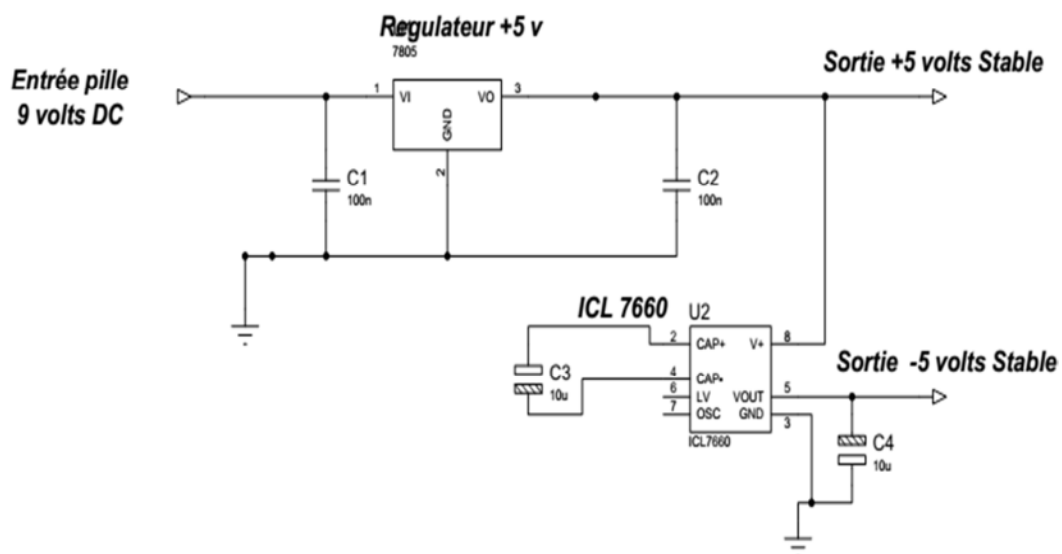 Regulateur +5 v
7805
Entrée pille
9 volts DC
Sortie +5 volts Stable
1
VI
VO
3
GND
2
C1
100n
C2
100n
ICL 7660
U2
2
CAP+
V+
8
C3
10u
4
CAP-
6
LV
VOUT
5
7
OSC
GND
3
ICL7660
Sortie -5 volts Stable
C4
10u